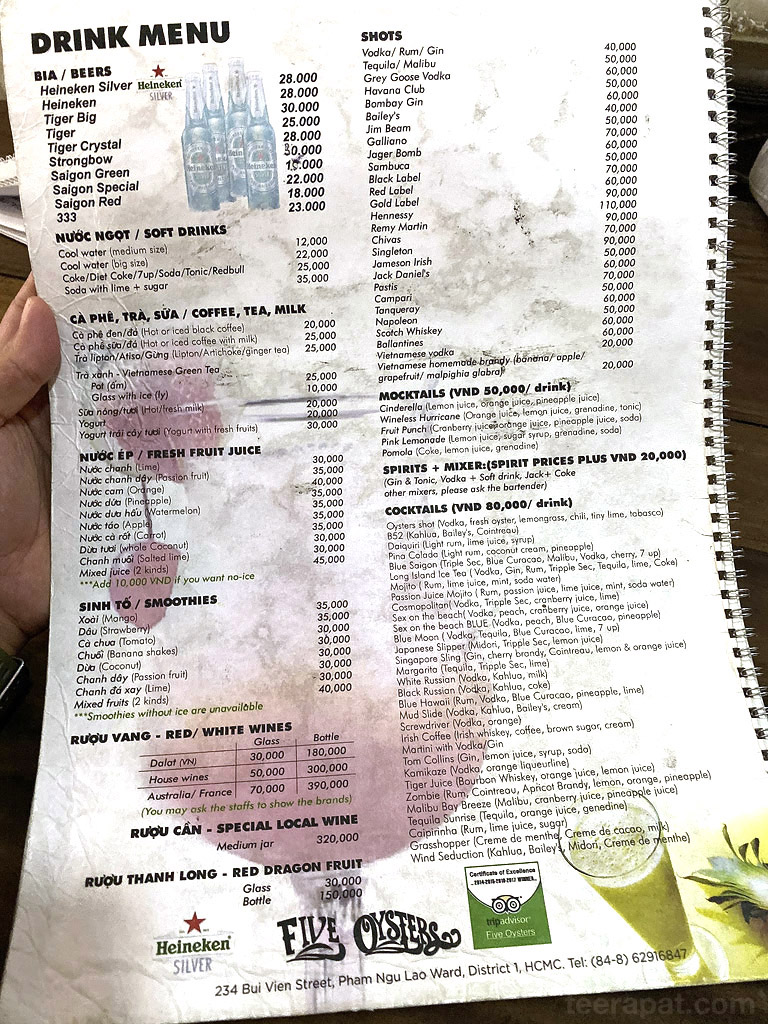 DRINK MENU
BIA / BEERS
Heineken Silver
Heineken SILVER
28.000
Heineken
28.000
Tiger Big
30.000
Tiger
25.000
Tiger Crystal
28.000
Strongbow
30,000
Saigon Green
Saigon Special
22.000
Saigon Red
18.000
333
23.000
NƯỚC NGỌT / SOFT DRINKS
Cool water (medium size) 12,000
Cool water (big size) 22,000
Coke/Diet Coke/7up/Soda/Tonic/Redbull 25,000
Soda with lime + sugar 35,000
CÀ PHÊ, TRÀ, SỮA / COFFEE, TEA, MILK
Cà phê đen/đá (Hot or iced black coffee) 20,000
Cà phê sữa/đá (Hot or iced coffee with milk) 25,000
Trà lipton/Atiso/Gừng (Lipton/Artichoke/ginger tea) 25,000
Trà xanh - Vietnamese Green Tea
Pot (ấm) 25,000
Glass with ice (ly) 10,000
Sữa nóng/tươi (Hot/fresh milk) 20,000
Yogurt 20,000
Yogurt trái cây tươi (Yogurt with fresh fruits) 30,000
NƯỚC ÉP / FRESH FRUIT JUICE
Nước chanh (Lime) 30,000
Nước chanh dây (Passion fruit) 35,000
Nước cam (Orange) 40,000
Nước dứa (Pineapple) 35,000
Nước dưa hấu (Watermelon) 35,000
Nước táo (Apple) 35,000
Nước cà rốt (Carrot) 35,000
Dừa tươi (whole Coconut) 30,000
Chanh muối (Salted lime) 30,000
Mixed juice (2 kinds) 45,000
***Add 10,000 VND if you want no-ice
SINH TỐ / SMOOTHIES
Xoài (Mango) 35,000
Dâu (Strawberry) 35,000
Cà chua (Tomato) 30,000
Chuối (Banana shakes) 30,000
Dừa (Coconut) 30,000
Chanh dây (Passion fruit) 30,000
Chanh đá xay (Lime) 30,000
Mixed fruits (2 kinds) 40,000
***Smoothies without ice are unavailable
RƯỢU VANG - RED/ WHITE WINES
Glass Bottle
Dalat (VN) 30,000 180,000
House wines 50,000 300,000
Australia/ France 70,000 390,000
(You may ask the staffs to show the brands)
RƯỢU CẦN - SPECIAL LOCAL WINE
Medium jar 320,000
RƯỢU THANH LONG - RED DRAGON FRUIT
Glass 30,000
Bottle 150,000
SHOTS
Vodka/ Rum/ Gin 40,000
Tequila/ Malibu 50,000
Grey Goose Vodka 60,000
Havana Club 50,000
Bombay Gin 60,000
Bailey's 40,000
Jim Beam 50,000
Galliano 60,000
Jager Bomb 70,000
Sambuca 50,000
Black Label 60,000
Red Label 60,000
Gold Label 90,000
Hennessy 110,000
Remy Martin 90,000
Chivas 70,000
Singleton 90,000
Jameson Irish 50,000
Jack Daniel's 70,000
Pastis 50,000
Campari 60,000
Tanqueray 50,000
Napoleon 60,000
Scotch Whiskey 60,000
Ballantines 60,000
Vietnamese vodka 20,000
Vietnamese homemade brandy (banana/ apple/
grapefruit/ malpighia glabra) 20,000
MOCKTAILS (VND 50,000/ drink)
Cinderella (Lemon juice, orange juice, pineapple juice)
Wineless Hurricane (Orange juice, lemon juice, grenadine, tonic)
Fruit Punch (Cranberry juice, orange juice, pineapple juice, soda)
Pink Lemonade (Lemon juice, sugar syrup, grenadine, soda)
Pomola (Coke, lemon juice, grenadine)
SPIRITS + MIXER:(SPIRIT PRICES PLUS VND 20,000)
(Gin & Tonic, Vodka + Soft drink, Jack+ Coke
other mixers, please ask the bartender)
COCKTAILS (VND 80,000/ drink)
Oysters shot (Vodka, fresh oyster, lemongrass, chili, tiny lime, tabasco)
B52 (Kahlua, Bailey's, Cointreau)
Daiquiri (Light rum, lime juice, syrup)
Pina Colada (Light rum, coconut cream, pineapple)
Blue Saigon (Triple Sec, Blue Curacao, Malibu, Vodka, cherry, 7 up)
Long Island Ice Tea ( Vodka, Gin, Rum, Tripple Sec, Tequila, lime, Coke)
Mojito ( Rum, lime juice, mint, soda water)
Passion Juice Mojito ( Rum, passion juice, lime juice, mint, soda water)
Cosmopolitan( Vodka, Tripple Sec, cranberry juice, lime)
Sex on the beach( Vodka, peach, cranberry juice, orange juice)
Sex on the beach BLUE (Vodka, peach, Blue Curacao, pineapple)
Blue Moon ( Vodka, Tequila, Blue Curacao, lime, 7 up)
Japanese Slipper (Midori, Tripple Sec, lemon juice)
Singapore Sling (Gin, cherry brandy, Cointreau, lemon & orange juice)
Margarita (Tequila, Tripple Sec, lime)
White Russian (Vodka, Kahlua, milk)
Black Russian (Vodka, Kahlua, coke)
Blue Hawaii (Rum, Vodka, Blue Curacao, pineapple, lime)
Mud Slide (Vodka, Kahlua, Bailey's, cream)
Screwdriver (Vodka, orange)
Irish Coffee (Irish whiskey, coffee, brown sugar, cream)
Martini with Vodka/Gin
Tom Collins (Gin, lemon juice, syrup, soda)
Kamikaze (Vodka, orange liqueurline)
Tiger Juice (Bourbon Whiskey, orange juice, lemon juice)
Zombie (Rum, Cointreau, Apricot Brandy, lemon, orange, pineapple)
Malibu Bay Breeze (Malibu, cranberry juice, pineapple juice)
Tequila Sunrise (Tequila, orange juice, genedine)
Caipirinha (Rum, lime juice, sugar)
Grasshopper (Creme de menthe, Creme de cacao, milk)
Wind Seduction (Kahlua, Bailey's, Midori, Creme de menthe)
Heineken
SILVER
FIVE OYSTERS
Certificate of Excellence
tripadvisor
Five Oysters
234 Bui Vien Street, Pham Ngu Lao Ward, District 1, HCMC. Tel: (84-8) 62916847
teerapat.com